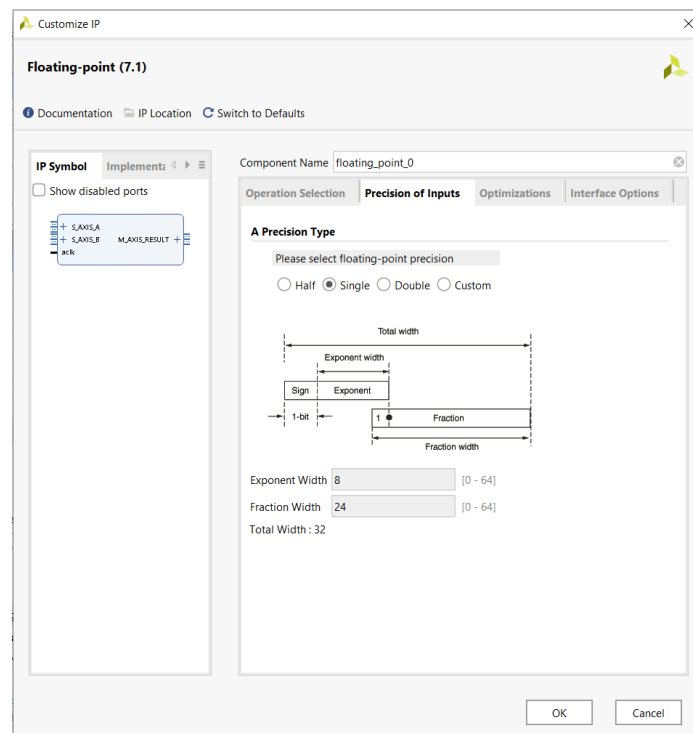 Customize IP
Floating-point (7.1)
Documentation IP Location Switch to Defaults
IP Symbol
Show disabled ports
S_AXIS_A
S_AXIS_B M_AXIS_RESULT
aclk
Component Name floating_point_0
Operation Selection Precision of Inputs Optimizations Interface Options
A Precision Type
Please select floating-point precision
Half Single Double Custom
Total width
Exponent width
Sign Exponent
1-bit 1 Fraction
Fraction width
Exponent Width 8 [0 - 64]
Fraction Width 24 [0 - 64]
Total Width : 32
OK Cancel